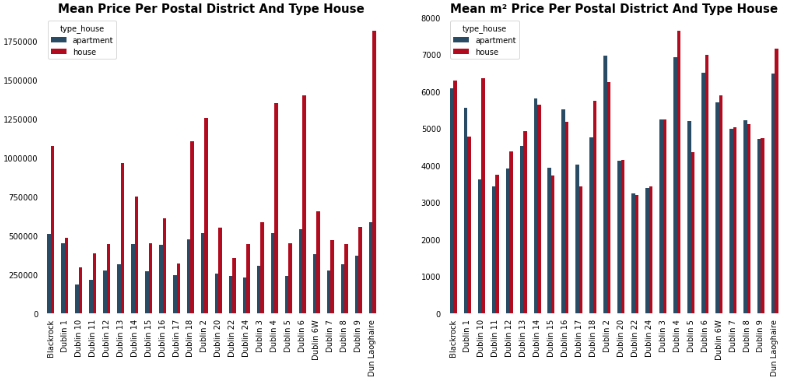 Mean Price Per Postal District And Type House
type_house
apartment
house
1750000
1500000
1250000
1000000
750000
500000
250000
0
Blackrock
Dublin 1
Dublin 10
Dublin 11
Dublin 12
Dublin 13
Dublin 14
Dublin 15
Dublin 16
Dublin 17
Dublin 18
Dublin 2
Dublin 20
Dublin 22
Dublin 24
Dublin 3
Dublin 4
Dublin 5
Dublin 6
Dublin 6W
Dublin 7
Dublin 8
Dublin 9
Dun Laoghaire
Mean m² Price Per Postal District And Type House
type_house
apartment
house
8000
7000
6000
5000
4000
3000
2000
1000
0
Blackrock
Dublin 1
Dublin 10
Dublin 11
Dublin 12
Dublin 13
Dublin 14
Dublin 15
Dublin 16
Dublin 17
Dublin 18
Dublin 2
Dublin 20
Dublin 22
Dublin 24
Dublin 3
Dublin 4
Dublin 5
Dublin 6
Dublin 6W
Dublin 7
Dublin 8
Dublin 9
Dun Laoghaire